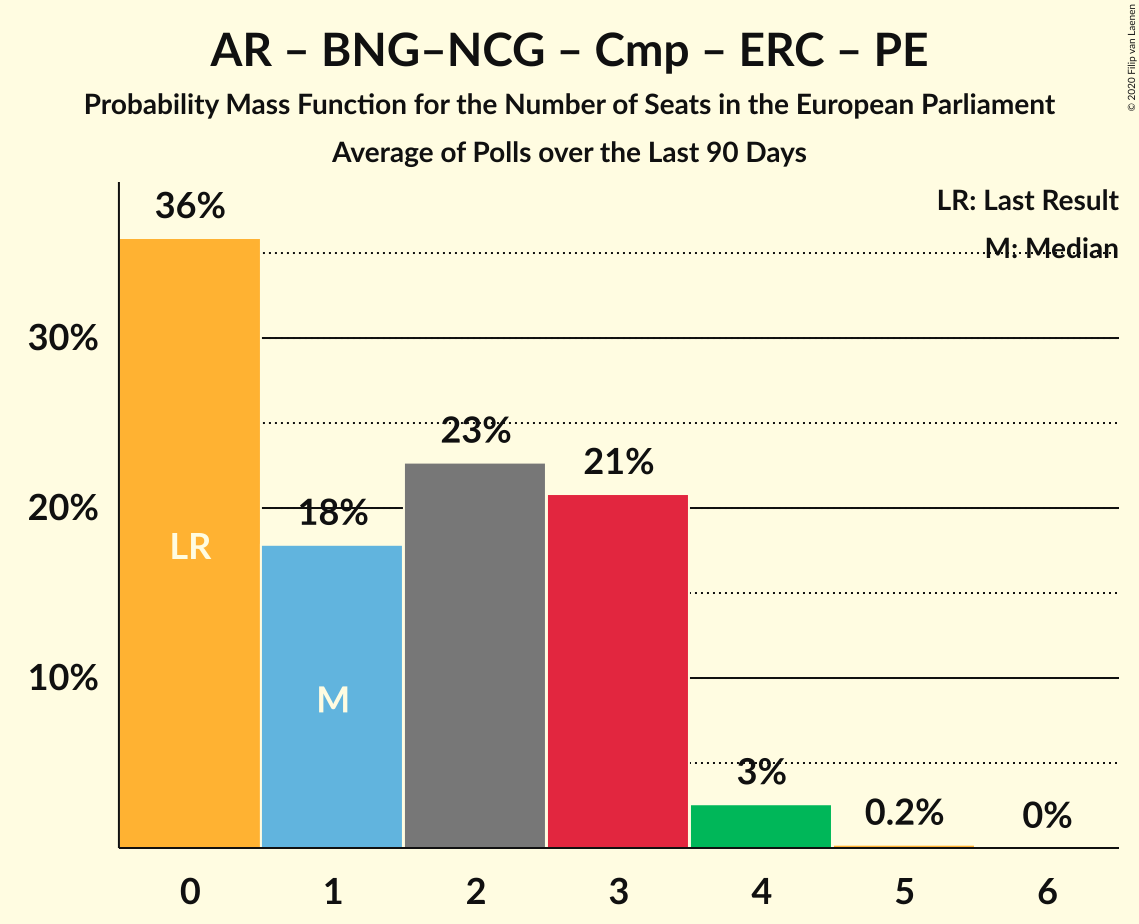 AR – BNG–NCG – Cmp – ERC – PE
Probability Mass Function for the Number of Seats in the European Parliament
Average of Polls over the Last 90 Days
© 2020 Filip van Laenen
LR: Last Result
M: Median
36%
30%
23%
21%
20%
18%
LR
10%
M
3%
0.2%
0%
0 1 2 3 4 5 6